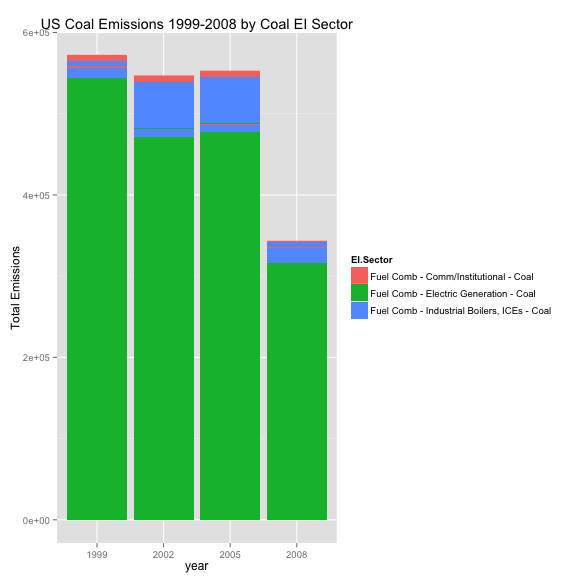 US Coal Emissions 1999-2008 by Coal EI Sector
6e+05
4e+05
2e+05
0e+00
Total Emissions
1999 2002 2005 2008
year
EI.Sector
Fuel Comb - Comm/Institutional - Coal
Fuel Comb - Electric Generation - Coal
Fuel Comb - Industrial Boilers, ICEs - Coal